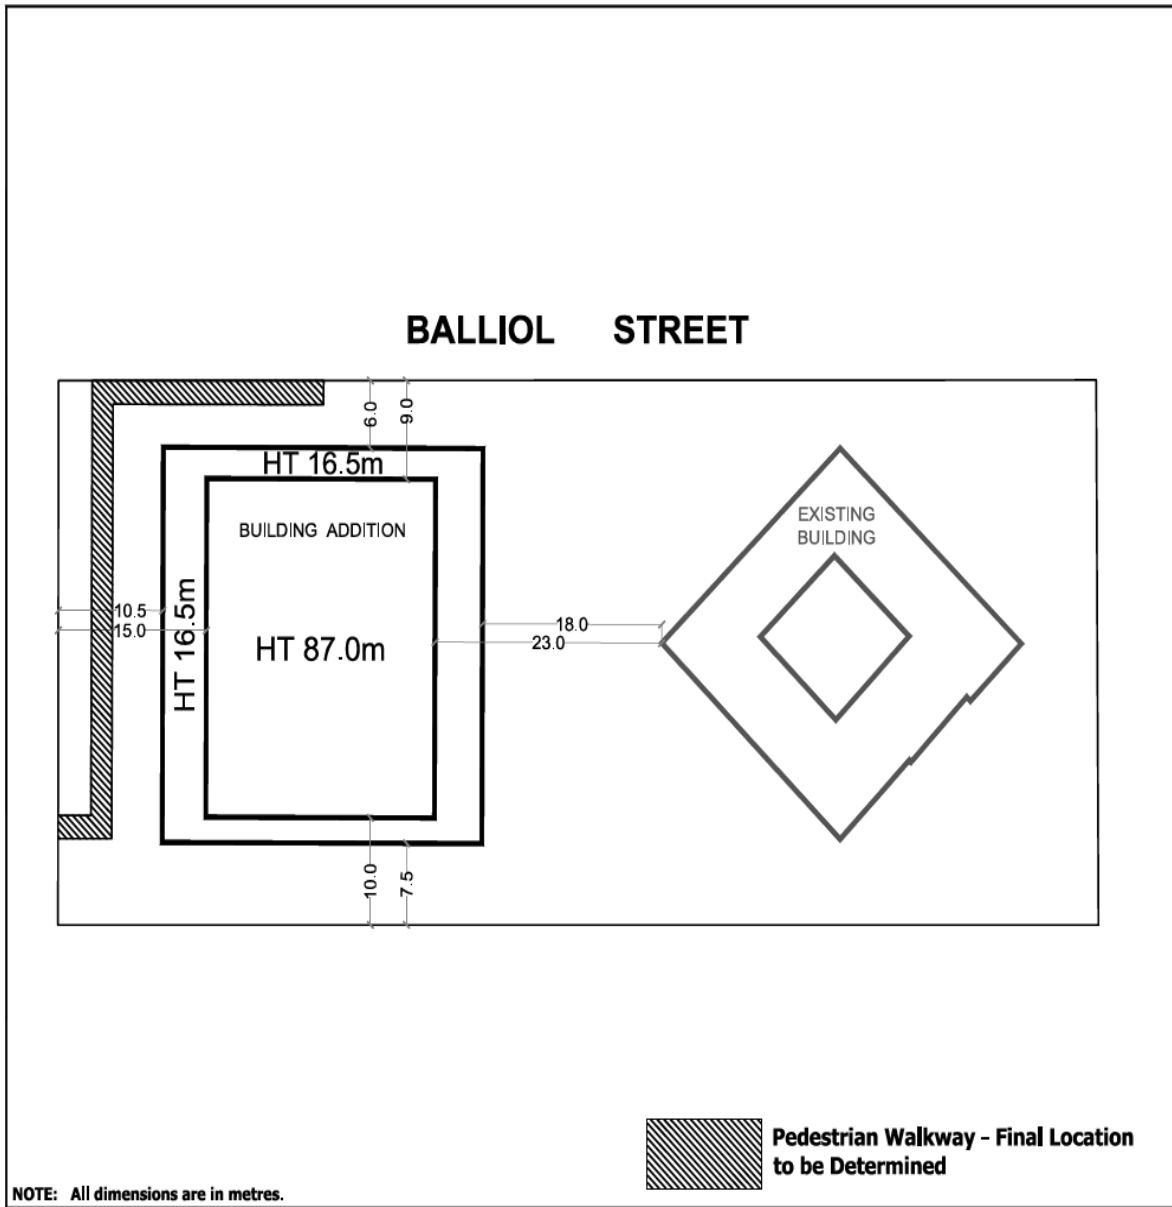 BALLIOL STREET
6.0
9.0
HT 16.5m
BUILDING ADDITION
EXISTING
BUILDING
10.5
15.0
HT 16.5m
HT 87.0m
18.0
23.0
10.0
7.5
Pedestrian Walkway - Final Location
to be Determined
NOTE: All dimensions are in metres.